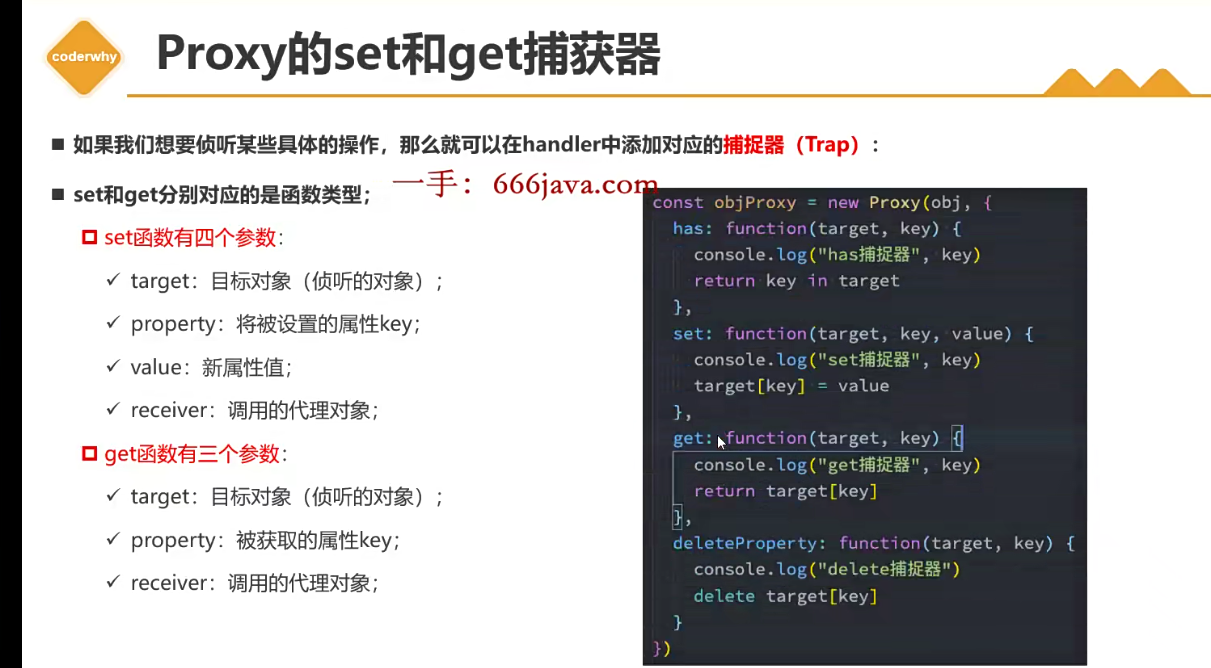 coderwhy
Proxy的set和get捕获器
■ 如果我们想要侦听某些具体的操作，那么就可以在handler中添加对应的捕捉器（Trap）：
■ set和get分别对应的是函数类型；
一手：666java.com
set函数有四个参数：
✓ target：目标对象（侦听的对象）；
✓ property：将被设置的属性key；
✓ value：新属性值；
✓ receiver：调用的代理对象；
get函数有三个参数：
✓ target：目标对象（侦听的对象）；
✓ property：被获取的属性key；
✓ receiver：调用的代理对象；
const objProxy = new Proxy(obj, {
  has: function(target, key) {
    console.log("has捕捉器", key)
    return key in target
  },
  set: function(target, key, value) {
    console.log("set捕捉器", key)
    target[key] = value
  },
  get: function(target, key) {
    console.log("get捕捉器", key)
    return target[key]
  },
  deleteProperty: function(target, key) {
    console.log("delete捕捉器")
    delete target[key]
  }
})